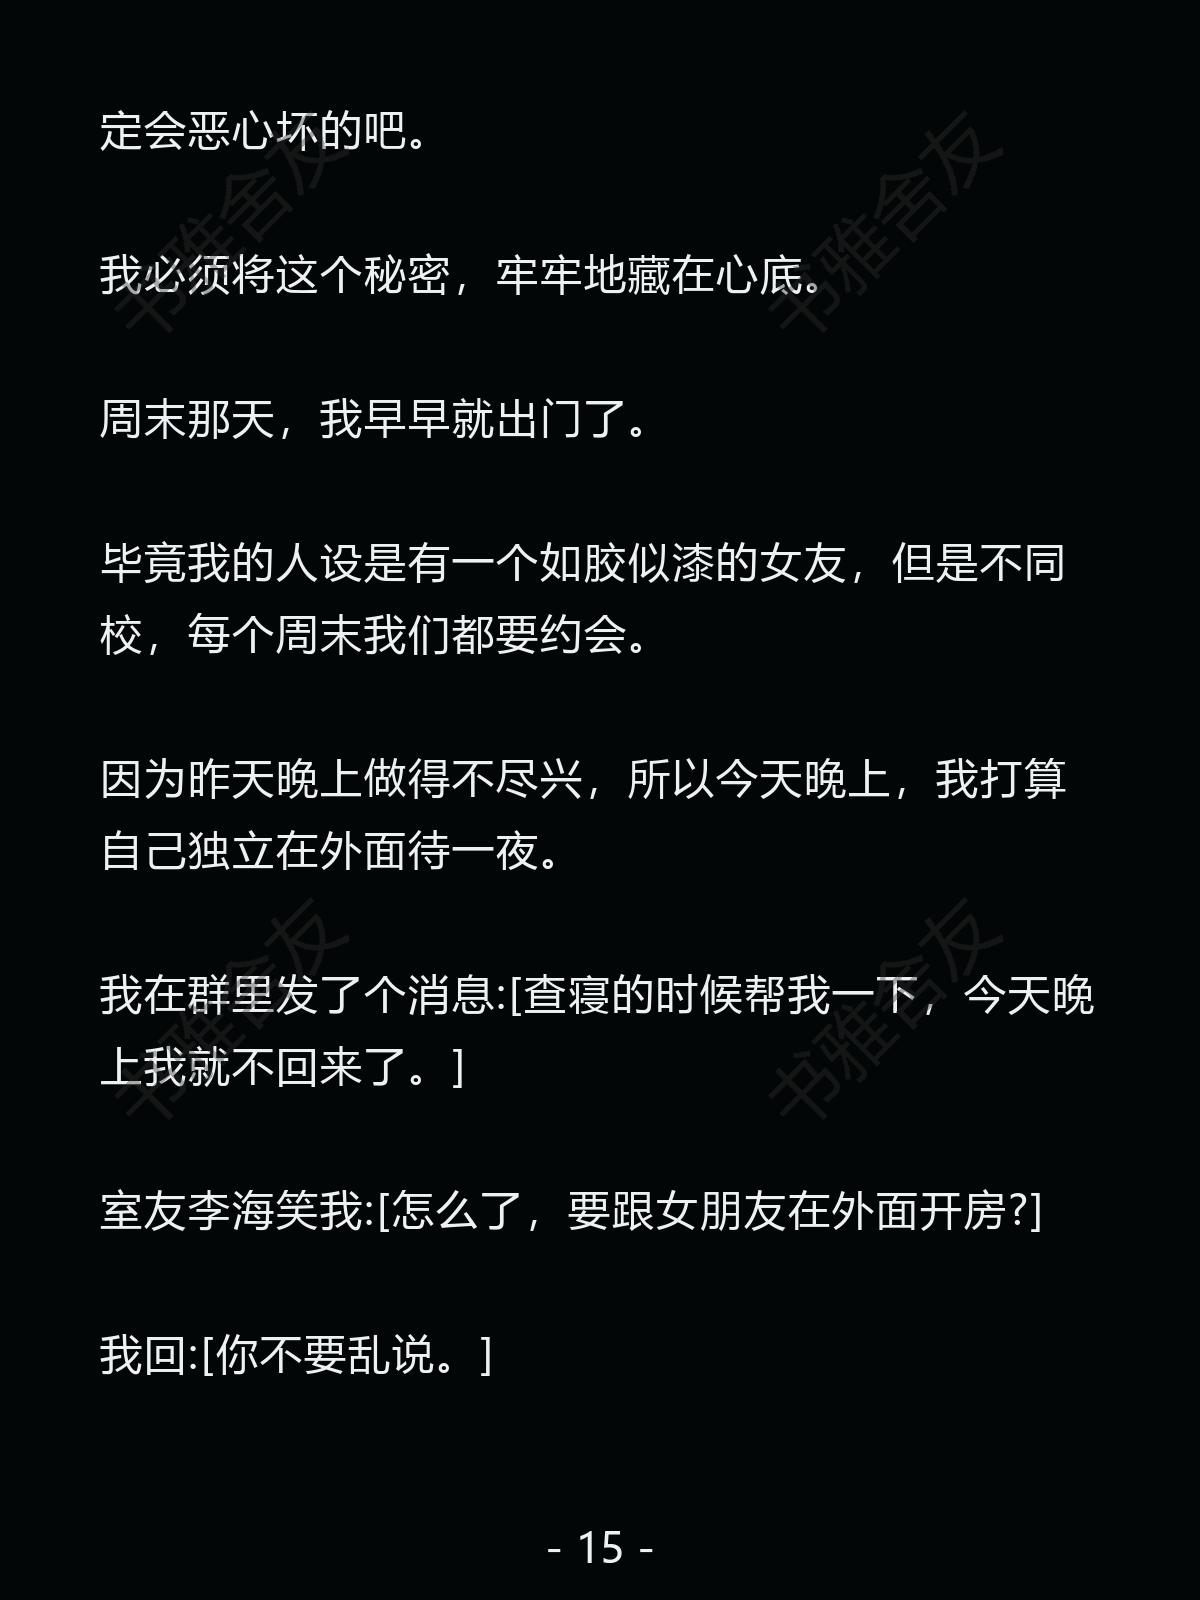 定会恶心坏的吧。
我必须将这个秘密，牢牢地藏在心底。
周末那天，我早早就出门了。
毕竟我的人设是有一个如胶似漆的女友，但是不同
校，每个周末我们都要约会。
因为昨天晚上做得不尽兴，所以今天晚上，我打算
自己独立在外面待一夜。
我在群里发了个消息:[查寝的时候帮我一下，今天晚
上我就不回来了。]
室友李海笑我:[怎么了，要跟女朋友在外面开房?]
我回:[你不要乱说。]
- 15 -
书雅舍友
书雅舍友
书雅舍友
书雅舍友